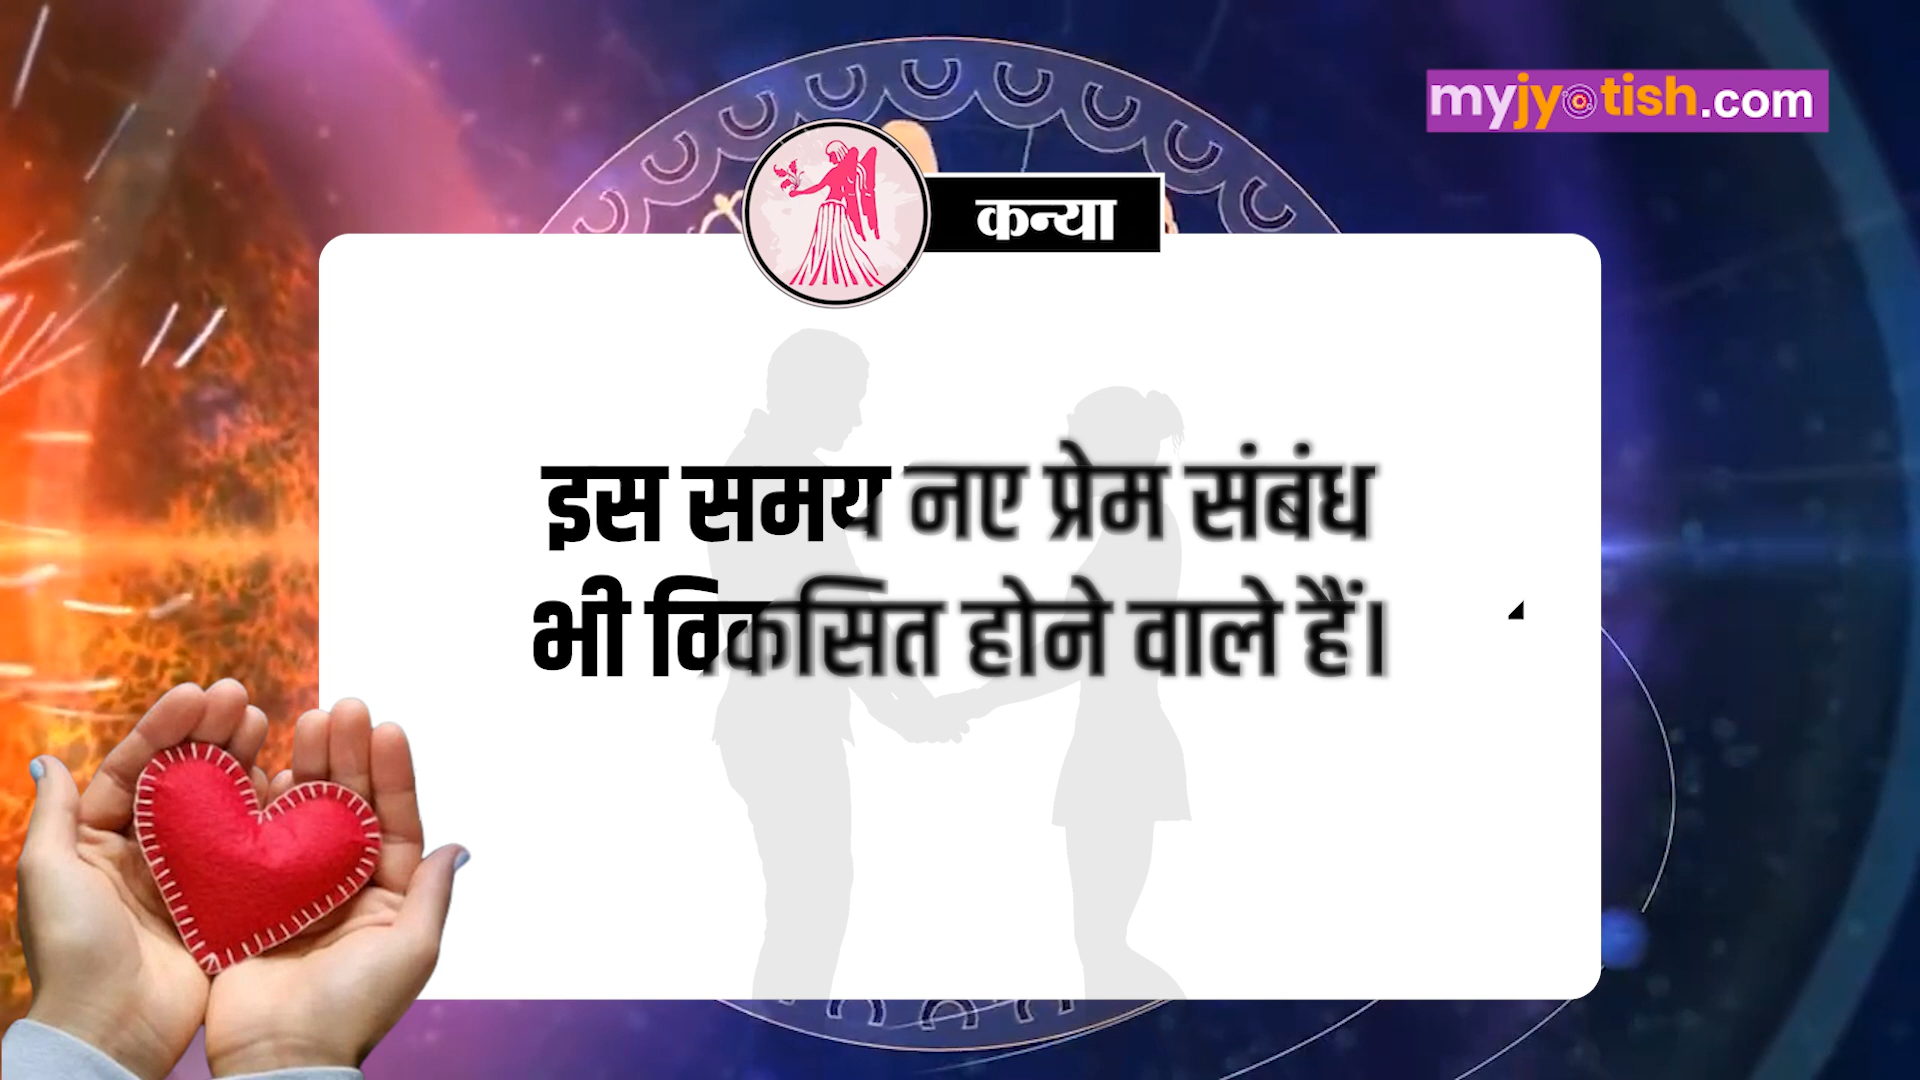 myjyotish.com
कन्या
इस समय नए प्रेम संबंध
भी विकसित होने वाले हैं।